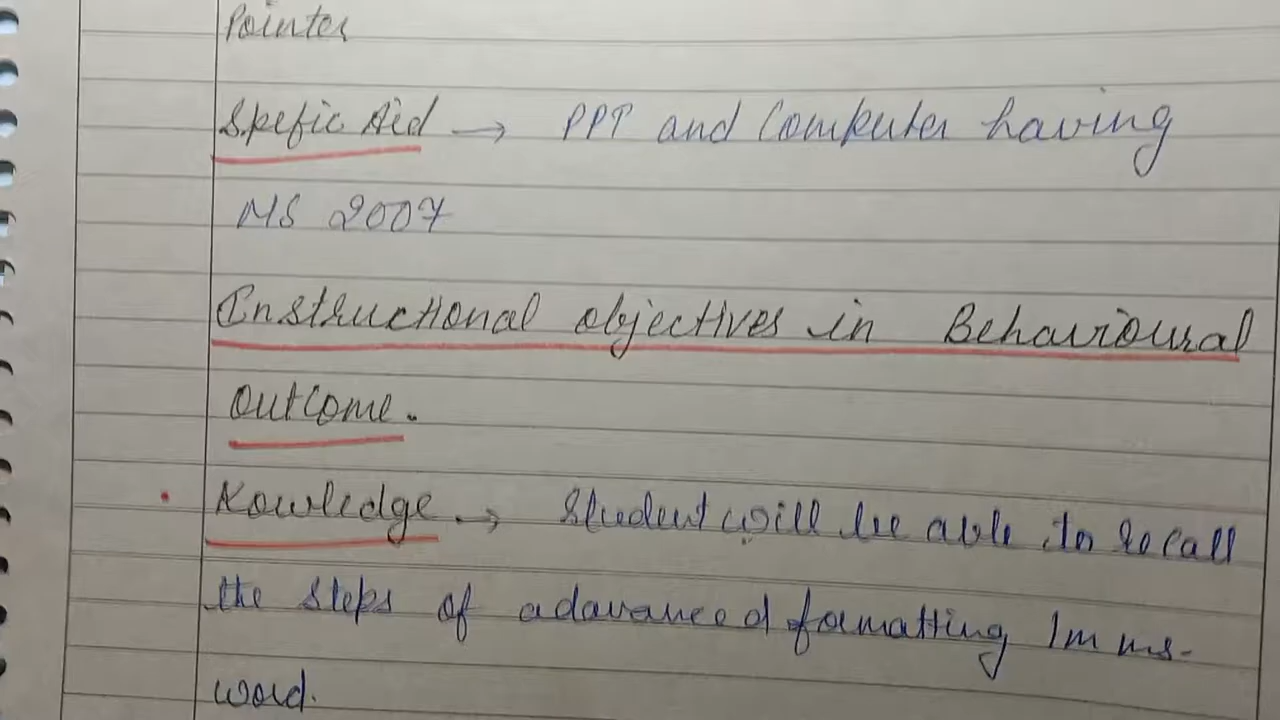 Pointer
Spefic Aid → PPT and Computer having
MS 2007
Instructional objectives in Behavioural
outcome.
Kowledge. → Student will be able to recall
the steps of adavanced formatting Im ms-
word.